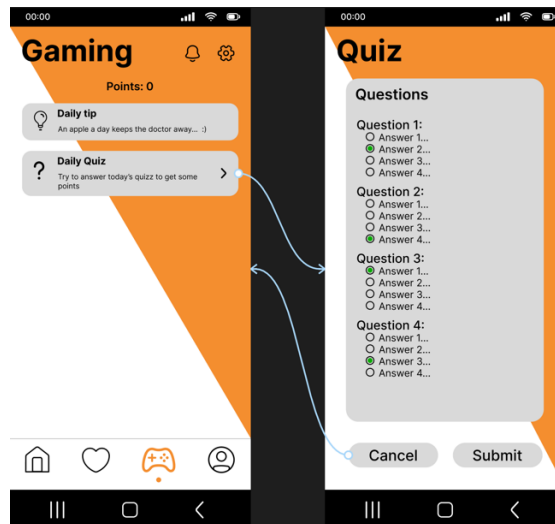 00:00
Gaming
Points: 0
Daily tip
An apple a day keeps the doctor away... :)
?
Daily Quiz
Try to answer today's quizz to get some
points
00:00
Quiz
Questions
Question 1:
Answer 1...
Answer 2...
Answer 3...
Answer 4...
Question 2:
Answer 1...
Answer 2...
Answer 3...
Answer 4...
Question 3:
Answer 1...
Answer 2...
Answer 3...
Answer 4...
Question 4:
Answer 1...
Answer 2...
Answer 3...
Answer 4...
Cancel
Submit